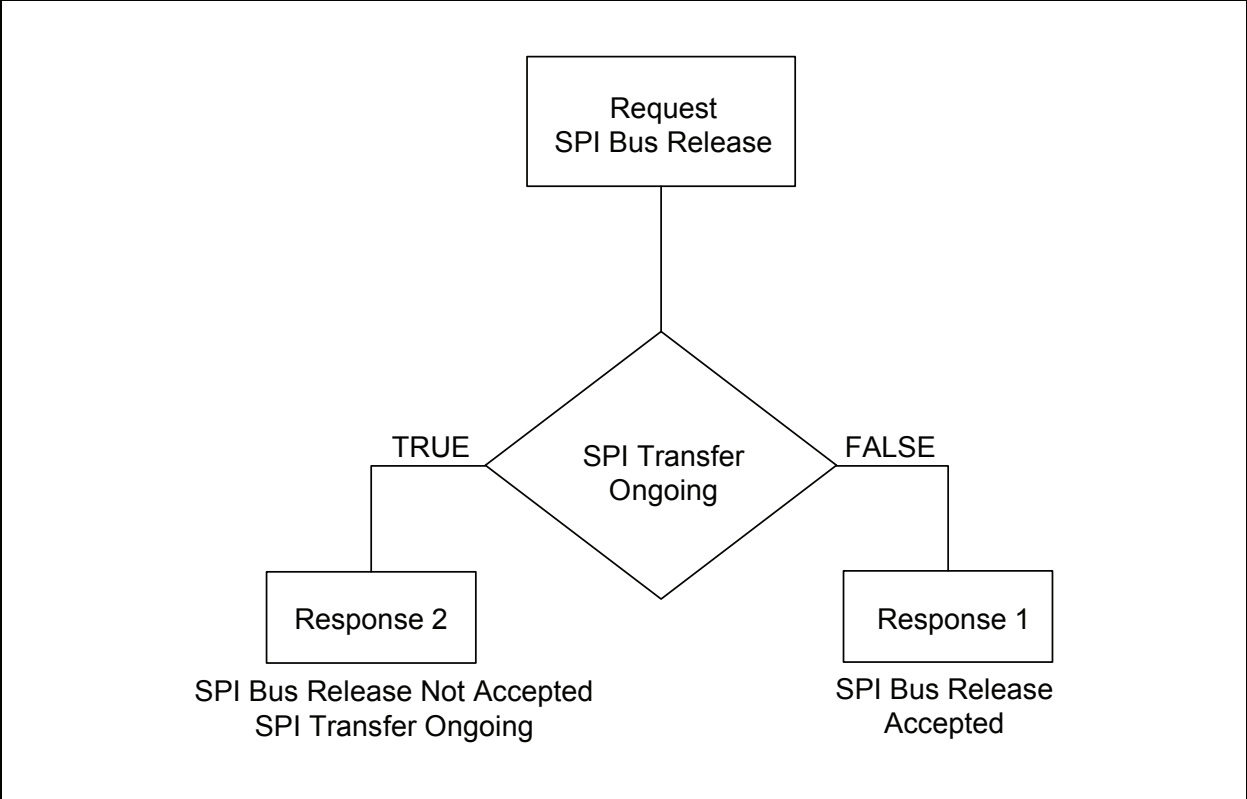 Request
SPI Bus Release
TRUE
SPI Transfer
Ongoing
FALSE
Response 2
SPI Bus Release Not Accepted
SPI Transfer Ongoing
Response 1
SPI Bus Release
Accepted